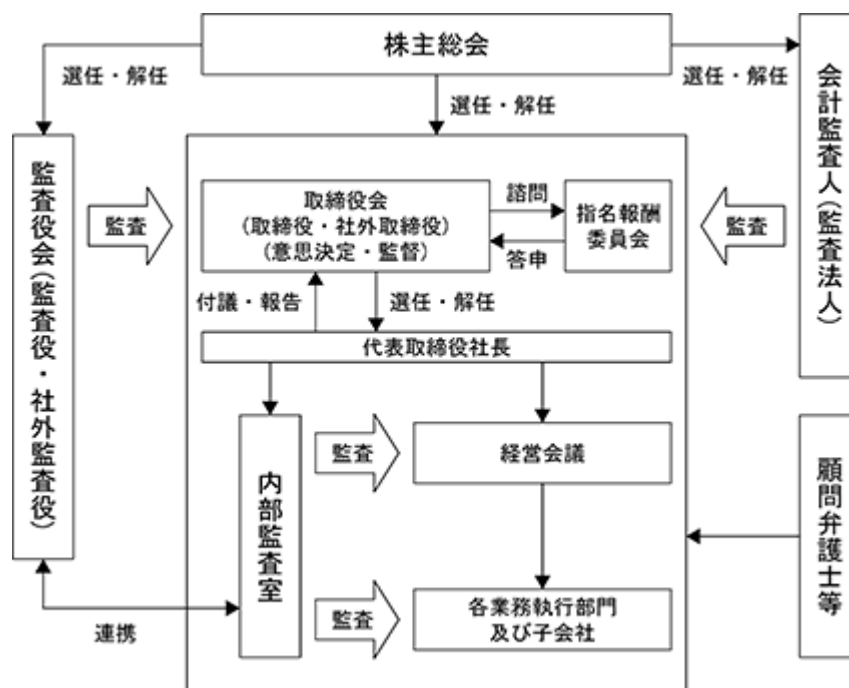 株主総会
選任・解任
選任・解任
選任・解任
監査役会(監査役・社外監査役)
監査
取締役会
(取締役・社外取締役)
(意思決定・監督)
諮問
答申
指名報酬
委員会
監査
会計監査人(監査法人)
付議・報告
選任・解任
代表取締役社長
内部監査室
監査
経営会議
顧問弁護士等
監査
各業務執行部門
及び子会社
連携